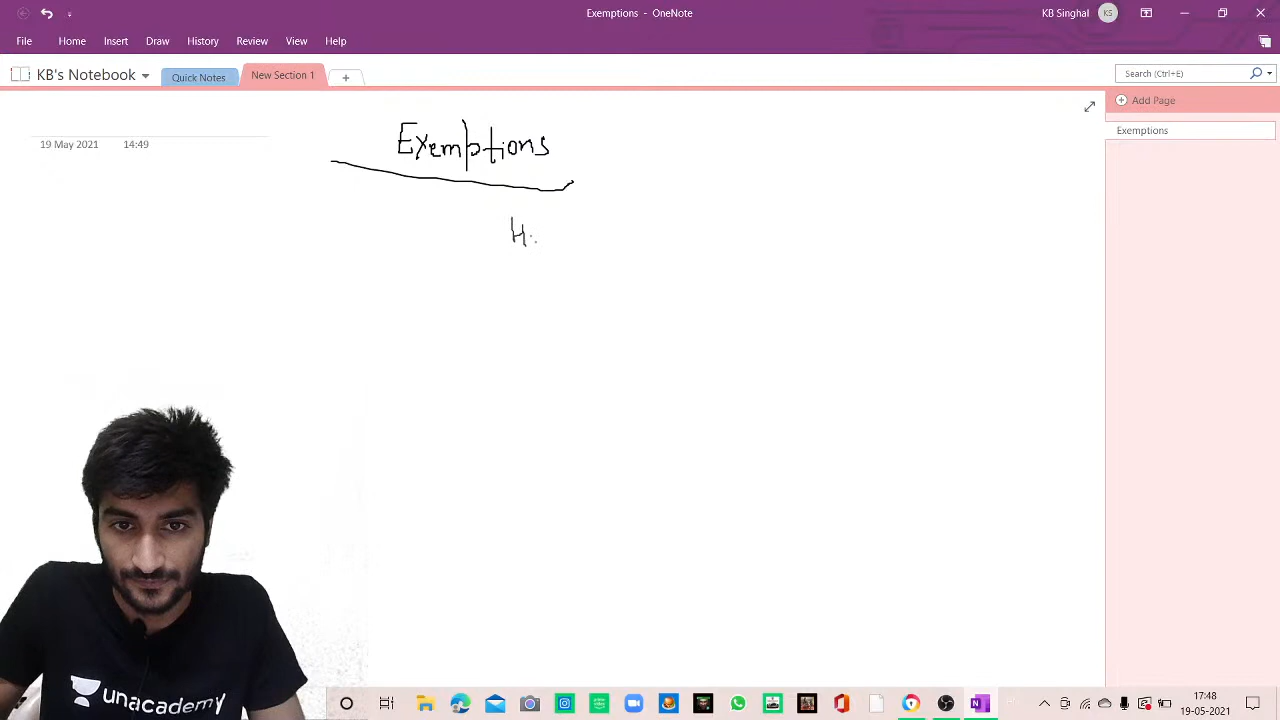 Exemptions - OneNote
KB Singhal KS
File Home Insert Draw History Review View Help
KB's Notebook Quick Notes New Section 1 +
Search (Ctrl+E)
Add Page
Exemptions
19 May 2021 14:49
Exemptions
H
unacademy
17:48
19-05-2021